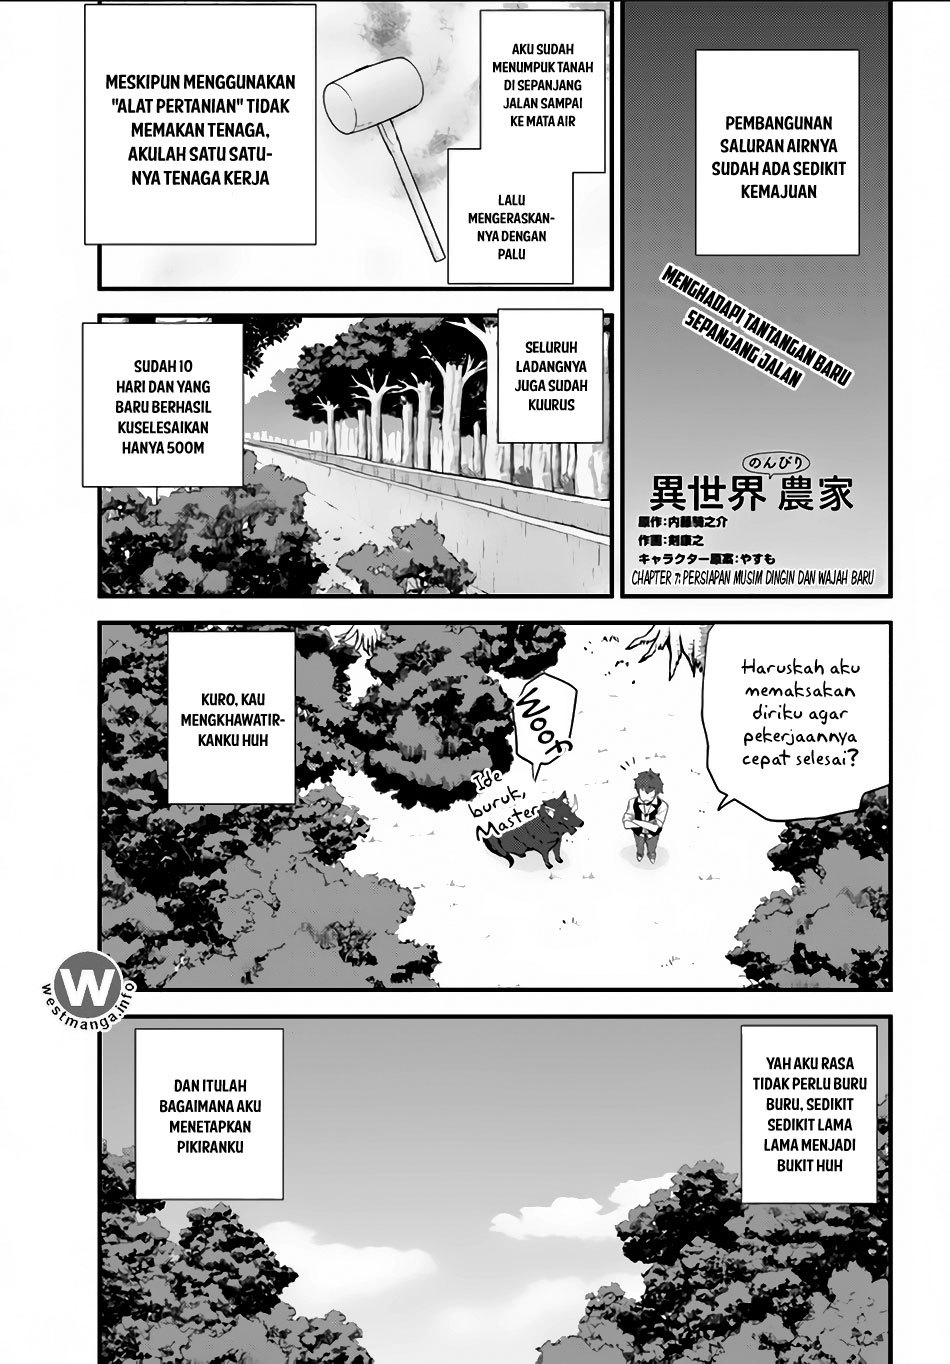 PEMBANGUNAN
SALURAN AIRNYA
SUDAH ADA SEDIKIT
KEMAJUAN
MENGHADAPI TANTANGAN BARU
SEPANJANG JALAN
のんびり
異世界 農家
原作:内藤騎之介
作画:剣康之
キャラクター原案:やすも
CHAPTER 7: PERSIAPAN MUSIM DINGIN DAN WAJAH BARU
AKU SUDAH
MENUMPUK TANAH
DI SEPANJANG
JALAN SAMPAI
KE MATA AIR
LALU
MENGERASKAN-
NYA DENGAN
PALU
MESKIPUN MENGGUNAKAN
"ALAT PERTANIAN" TIDAK
MEMAKAN TENAGA,
AKULAH SATU SATU-
NYA TENAGA KERJA
SELURUH
LADANGNYA
JUGA SUDAH
KUURUS
SUDAH 10
HARI DAN YANG
BARU BERHASIL
KUSELESAIKAN
HANYA 500M
Haruskah aku
memaksakan
diriku agar
pekerjaannya
cepat selesai?
Woof
Ide
buruk,
Master
KURO, KAU
MENGKHAWATIR-
KANKU HUH
W
westmanga.info
YAH AKU RASA
TIDAK PERLU BURU
BURU, SEDIKIT
SEDIKIT LAMA
LAMA MENJADI
BUKIT HUH
DAN ITULAH
BAGAIMANA AKU
MENETAPKAN
PIKIRANKU